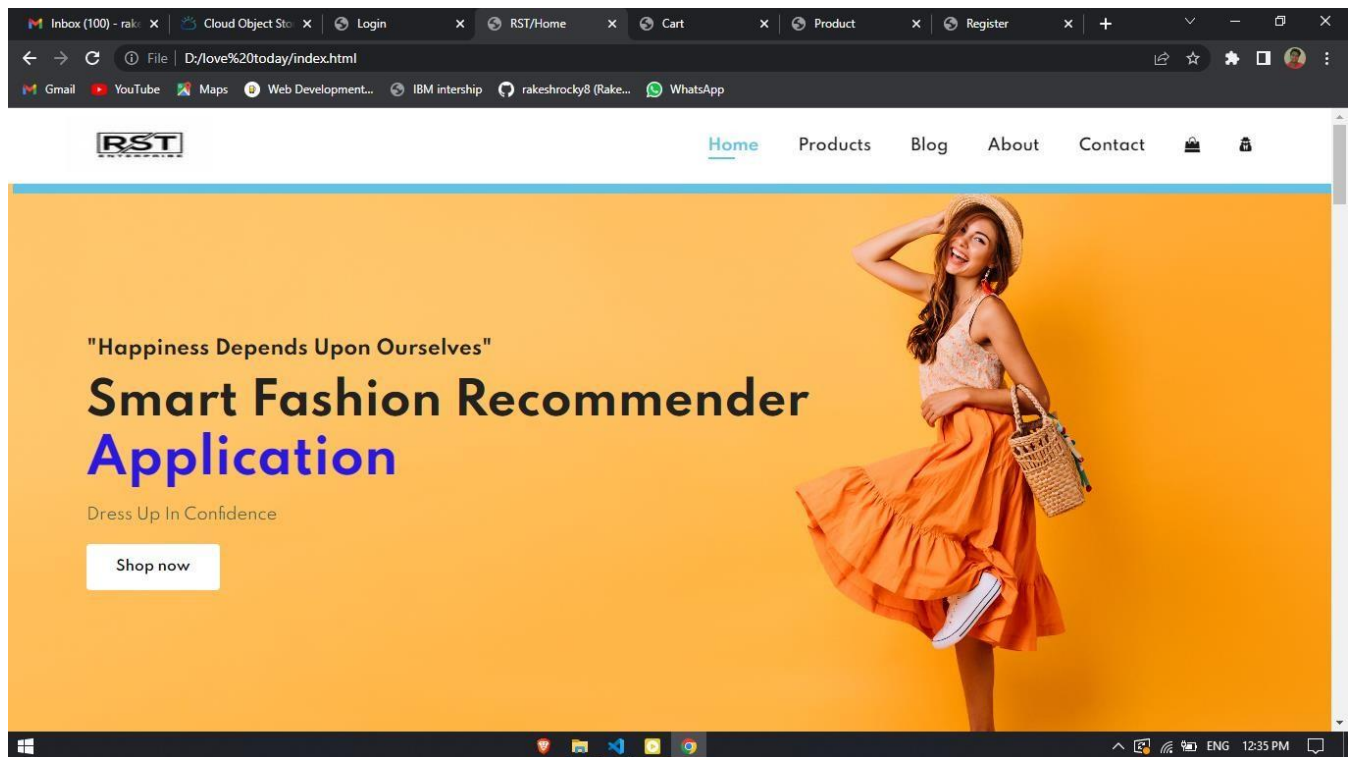 Inbox (100) - rake
Cloud Object Sto
Login
RST/Home
Cart
Product
Register
File
D:/love%20today/index.html
Gmail
YouTube
Maps
Web Development...
IBM intership
rakeshrocky8 (Rake...
WhatsApp
RST
ENTERPRISE
Home
Products
Blog
About
Contact
"Happiness Depends Upon Ourselves"
Smart Fashion Recommender
Application
Dress Up In Confidence
Shop now
ENG
12:35 PM